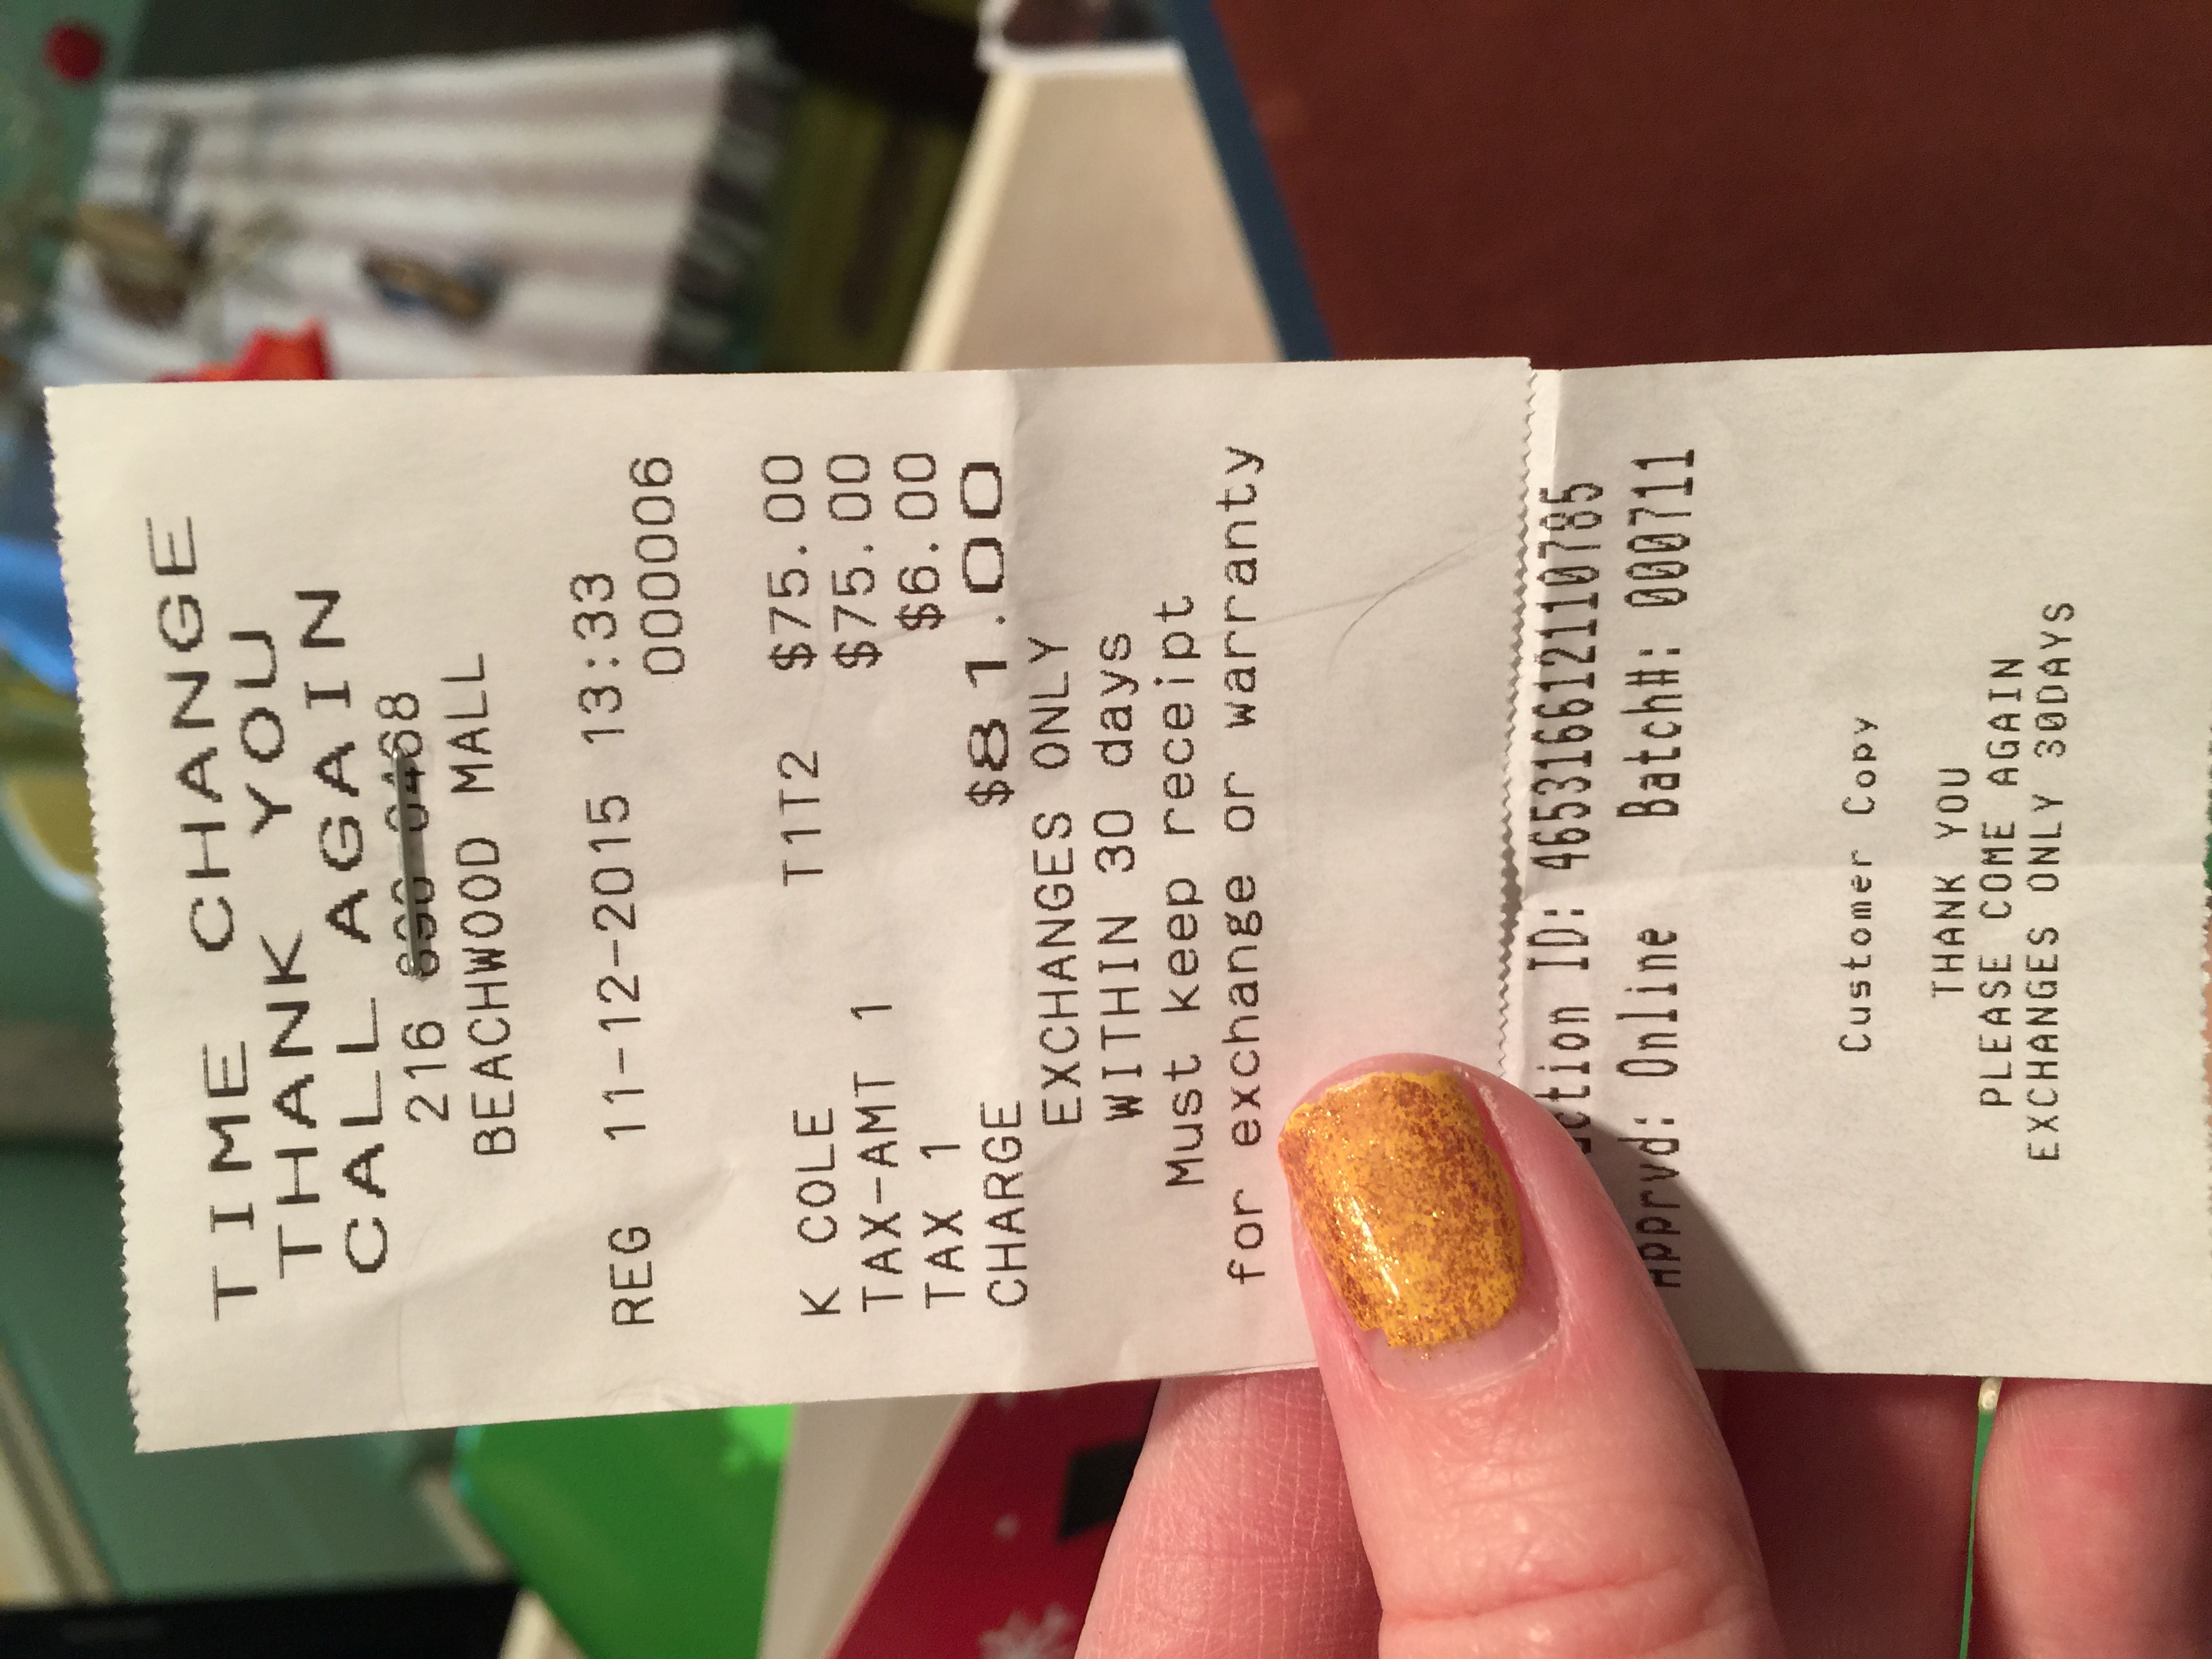 TIME CHANGE
THANK YOU
CALL AGAIN
216 0468
BEACHWOOD MALL
REG 11-12-2015 13:33
000006
K COLE T1T2 $75.00
TAX-AMT 1 $75.00
TAX 1 $6.00
CHARGE $81.00
EXCHANGES ONLY
WITHIN 30 days
Must keep receipt
for exchange or warranty
ID: 465316612110785
Apprvd: Online Batch#: 000711
Customer Copy
THANK YOU
PLEASE COME AGAIN
EXCHANGES ONLY 30DAYS